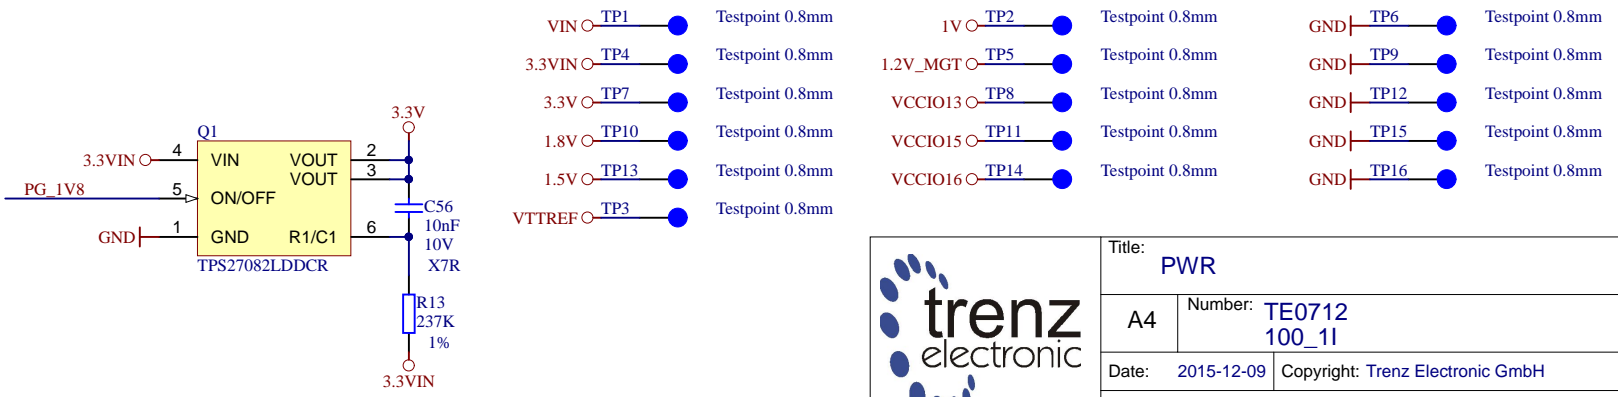 VIN TP1 Testpoint 0.8mm
3.3VIN TP4 Testpoint 0.8mm
3.3V TP7 Testpoint 0.8mm
1.8V TP10 Testpoint 0.8mm
1.5V TP13 Testpoint 0.8mm
VTTREF TP3 Testpoint 0.8mm
1V TP2 Testpoint 0.8mm
1.2V_MGT TP5 Testpoint 0.8mm
VCCIO13 TP8 Testpoint 0.8mm
VCCIO15 TP11 Testpoint 0.8mm
VCCIO16 TP14 Testpoint 0.8mm
GND TP6 Testpoint 0.8mm
GND TP9 Testpoint 0.8mm
GND TP12 Testpoint 0.8mm
GND TP15 Testpoint 0.8mm
GND TP16 Testpoint 0.8mm
3.3V
Q1
3.3VIN 4 VIN VOUT 2
VOUT 3
PG_1V8 5 ON/OFF
GND 1 GND R1/C1 6
TPS27082LDDCR
C56
10nF
10V
X7R
R13
237K
1%
3.3VIN
trenz
electronic
Title:
PWR
A4
Number: TE0712
100_1I
Date: 2015-12-09
Copyright: Trenz Electronic GmbH